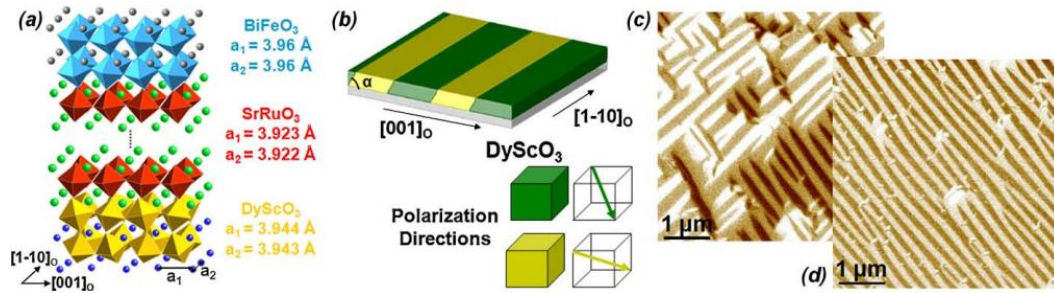 (a)
BiFeO₃
a₁ = 3.96 Å
a₂ = 3.96 Å
SrRuO₃
a₁ = 3.923 Å
a₂ = 3.922 Å
DyScO₃
a₁ = 3.944 Å
a₂ = 3.943 Å
[1-10]ₒ
[001]ₒ
a₁
a₂
(b)
α
[001]ₒ
[1-10]ₒ
DyScO₃
Polarization
Directions
(c)
1 µm
(d)
1 µm